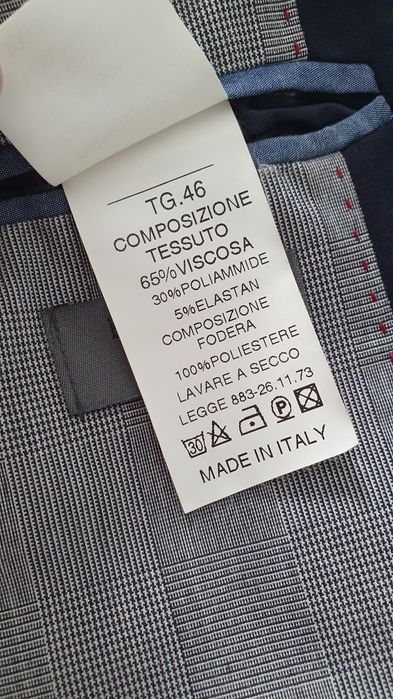 TG.46
COMPOSIZIONE
TESSUTO
65%VISCOSA
30%POLIAMMIDE
5%ELASTAN
COMPOSIZIONE
FODERA
100%POLIESTERE
LAVARE A SECCO
LEGGE 883-26.11.73
30 P
MADE IN ITALY